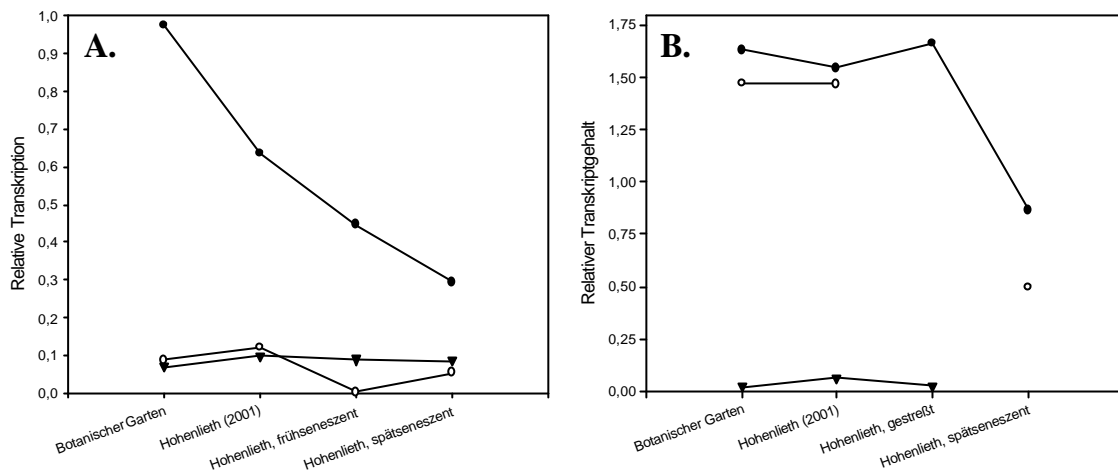 A.
Relative Transkription
1,0
0,9
0,8
0,7
0,6
0,5
0,4
0,3
0,2
0,1
0,0
Botanischer Garten
Hohenlieth (2001)
Hohenlieth, frühseneszent
Hohenlieth, spätseneszent
B.
Relativer Transkriptgehalt
1,75
1,50
1,25
1,00
0,75
0,50
0,25
0,00
Botanischer Garten
Hohenlieth (2001)
Hohenlieth, gestreßt
Hohenlieth, spätseneszent